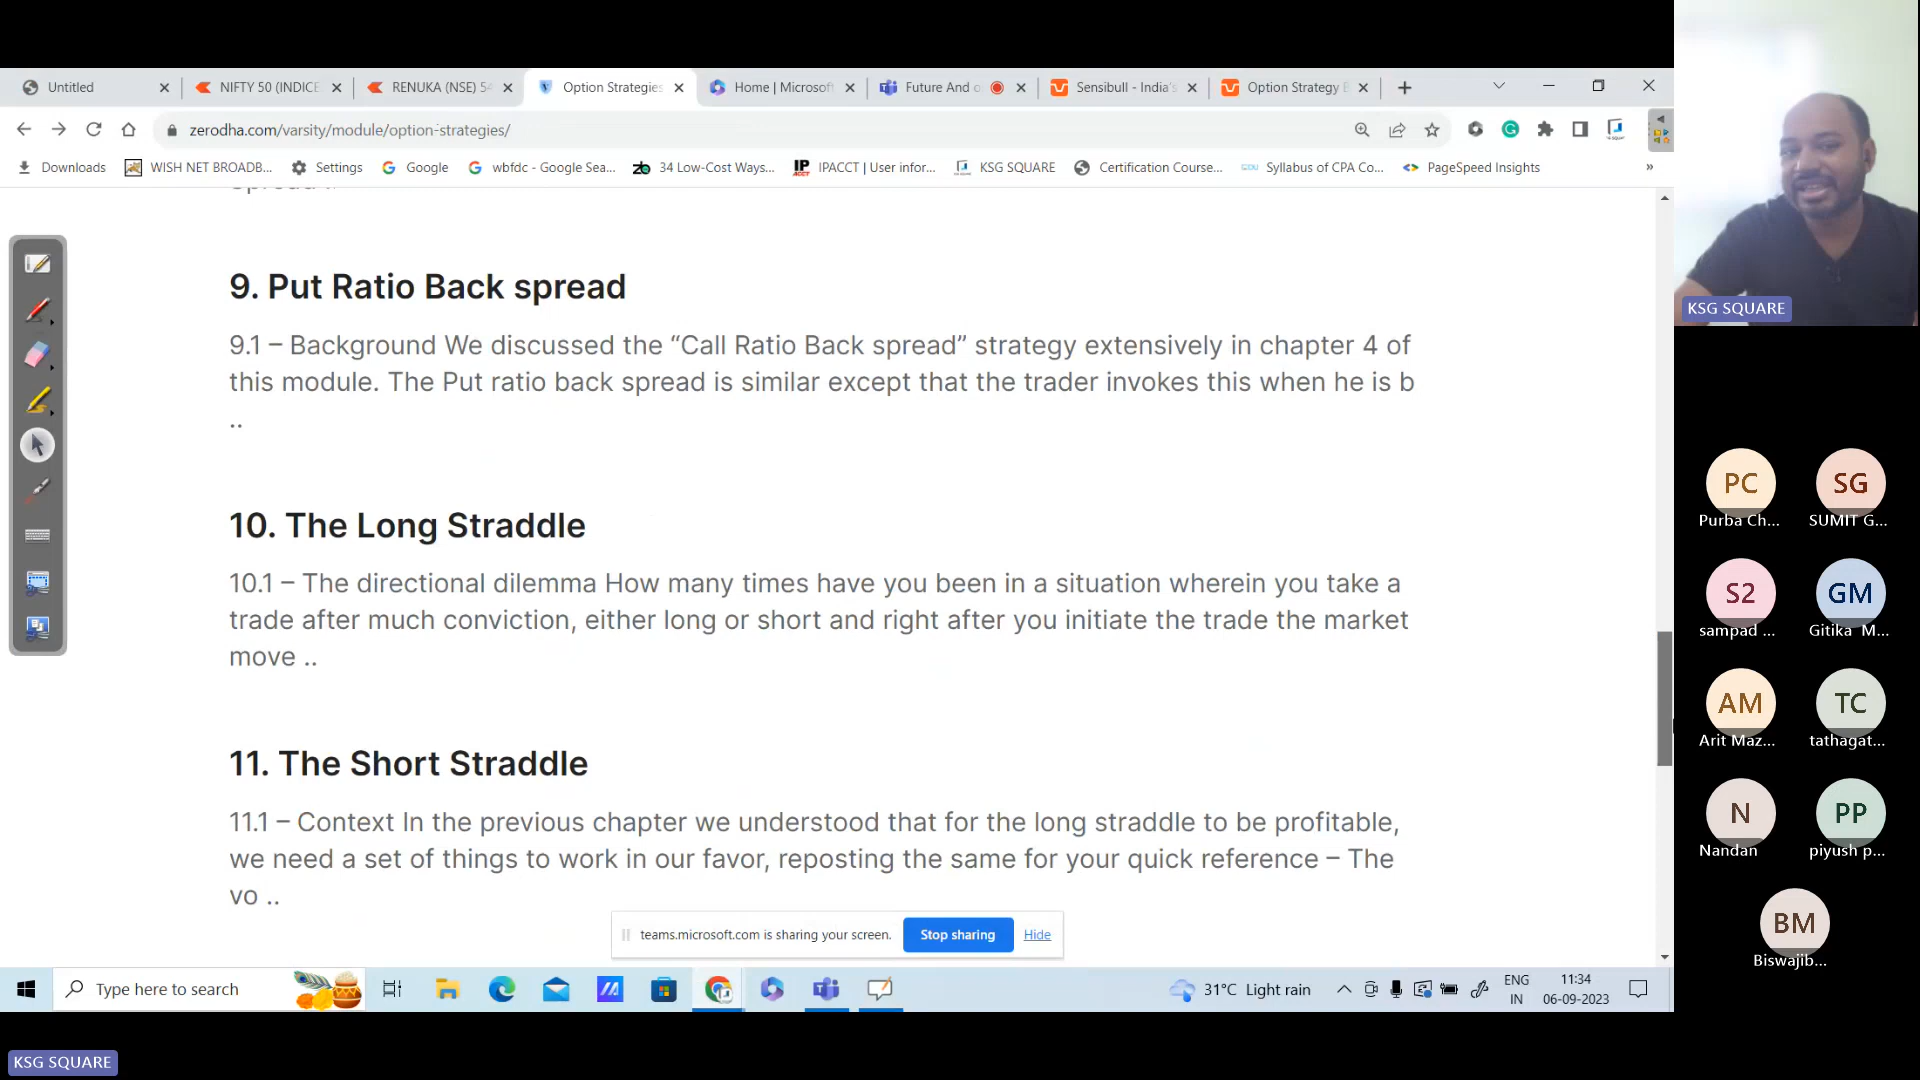 Untitled
NIFTY 50 (INDICE
RENUKA (NSE) 54
Option Strategies
Home | Microsoft
Future And o
Sensibull - India's
Option Strategy B
zerodha.com/varsity/module/option-strategies/
Downloads
WISH NET BROADB...
Settings
Google
wbfdc - Google Sea...
34 Low-Cost Ways...
IPACCT | User infor...
KSG SQUARE
Certification Course...
Syllabus of CPA Co...
PageSpeed Insights
»
9. Put Ratio Back spread
9.1 – Background We discussed the “Call Ratio Back spread” strategy extensively in chapter 4 of
this module. The Put ratio back spread is similar except that the trader invokes this when he is b
..
10. The Long Straddle
10.1 – The directional dilemma How many times have you been in a situation wherein you take a
trade after much conviction, either long or short and right after you initiate the trade the market
move ..
11. The Short Straddle
11.1 – Context In the previous chapter we understood that for the long straddle to be profitable,
we need a set of things to work in our favor, reposting the same for your quick reference – The
vo ..
teams.microsoft.com is sharing your screen.
Stop sharing
Hide
Type here to search
31°C Light rain
ENG
IN
11:34
06-09-2023
KSG SQUARE
KSG SQUARE
PC
Purba Ch...
SG
SUMIT G...
S2
sampad ...
GM
Gitika M...
AM
Arit Maz...
TC
tathagat...
N
Nandan
PP
piyush p...
BM
Biswajib...